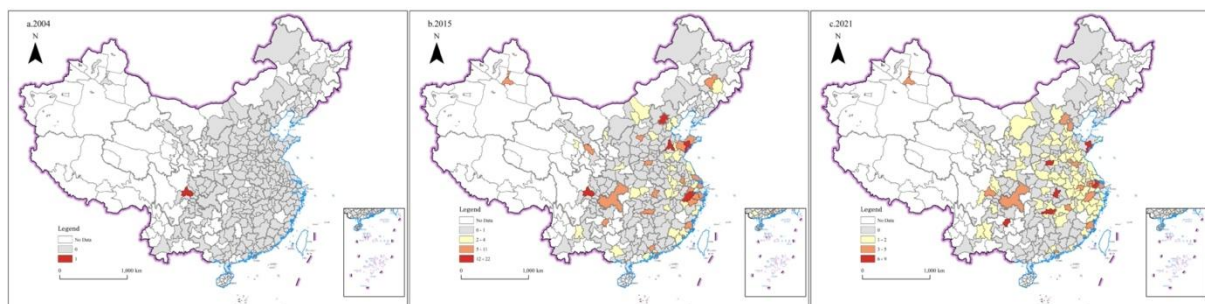 a.2004
N
Legend
No Data
0
1
0
1,000 km
b.2015
N
Legend
No Data
0 - 1
2 - 4
5 - 11
12 - 22
0
1,000 km
c.2021
N
Legend
No Data
0
1 - 2
3 - 5
6 - 9
0
1,000 km